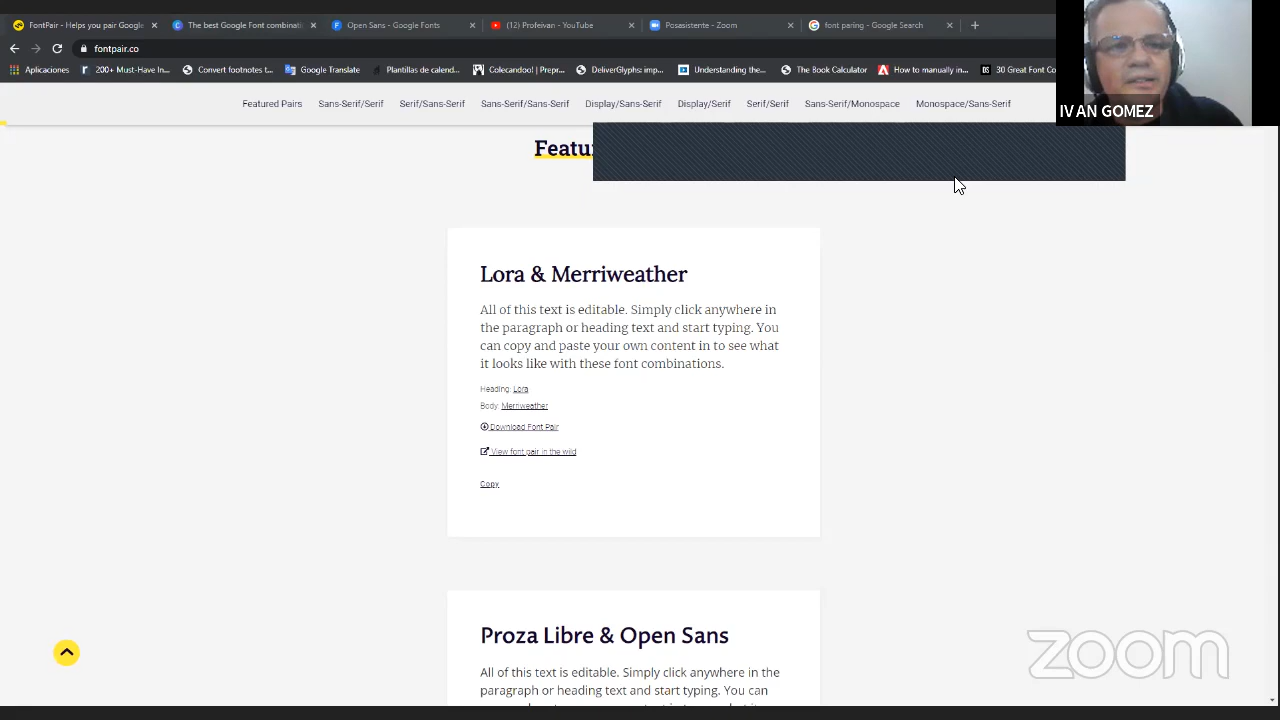 FontPair - Helps you pair Google
The best Google Font combinati
Open Sans - Google Fonts
(12) Profeivan - YouTube
Posasistente - Zoom
font paring - Google Search
fontpair.co
Aplicaciones
200+ Must-Have In...
Convert footnotes t...
Google Translate
Plantillas de calend...
Colecandoo! | Prepr...
DeliverGlyphs: imp...
Understanding the...
The Book Calculator
How to manually in...
30 Great Font Co
IVAN GOMEZ
Featured Pairs
Sans-Serif/Serif
Serif/Sans-Serif
Sans-Serif/Sans-Serif
Display/Sans-Serif
Display/Serif
Serif/Serif
Sans-Serif/Monospace
Monospace/Sans-Serif
Featu
Lora & Merriweather
All of this text is editable. Simply click anywhere in
the paragraph or heading text and start typing. You
can copy and paste your own content in to see what
it looks like with these font combinations.
Heading: Lora
Body: Merriweather
Download Font Pair
View font pair in the wild
Copy
Proza Libre & Open Sans
All of this text is editable. Simply click anywhere in the
paragraph or heading text and start typing. You can
zoom